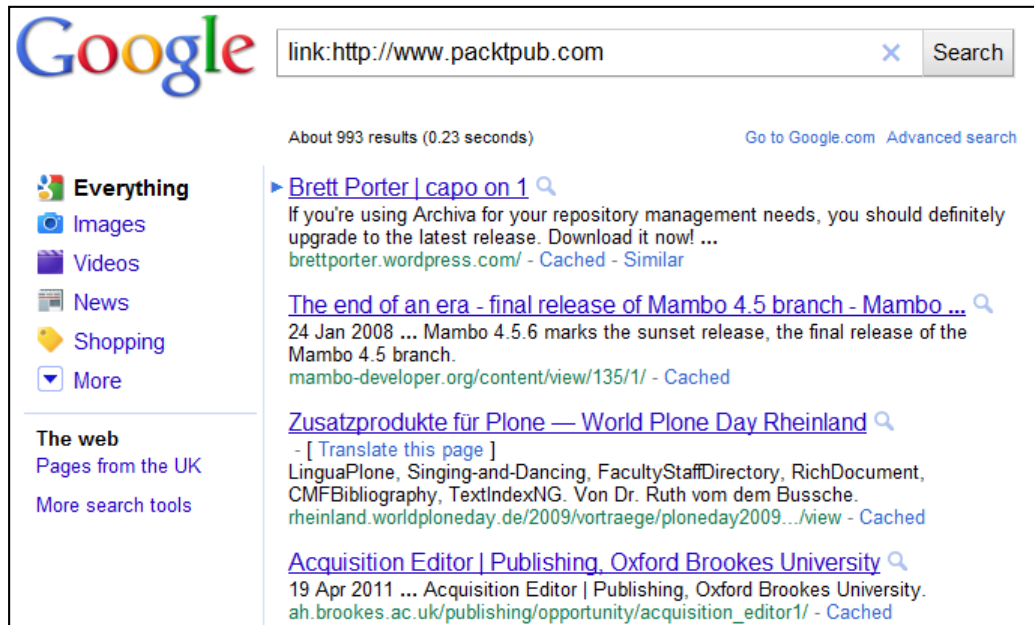 Google
link:http://www.packtpub.com
Search
About 993 results (0.23 seconds)
Go to Google.com Advanced search
Everything
Images
Videos
News
Shopping
More
The web
Pages from the UK
More search tools
Brett Porter | capo on 1
If you're using Archiva for your repository management needs, you should definitely
upgrade to the latest release. Download it now! ...
brettporter.wordpress.com/ - Cached - Similar
The end of an era - final release of Mambo 4.5 branch - Mambo ...
24 Jan 2008 ... Mambo 4.5.6 marks the sunset release, the final release of the
Mambo 4.5 branch.
mambo-developer.org/content/view/135/1/ - Cached
Zusatzprodukte für Plone — World Plone Day Rheinland
- [ Translate this page ]
LinguaPlone, Singing-and-Dancing, FacultyStaffDirectory, RichDocument,
CMFBibliography, TextIndexNG. Von Dr. Ruth vom dem Bussche.
rheinland.worldploneday.de/2009/vortraege/ploneday2009.../view - Cached
Acquisition Editor | Publishing, Oxford Brookes University
19 Apr 2011 ... Acquisition Editor | Publishing, Oxford Brookes University.
ah.brookes.ac.uk/publishing/opportunity/acquisition_editor1/ - Cached